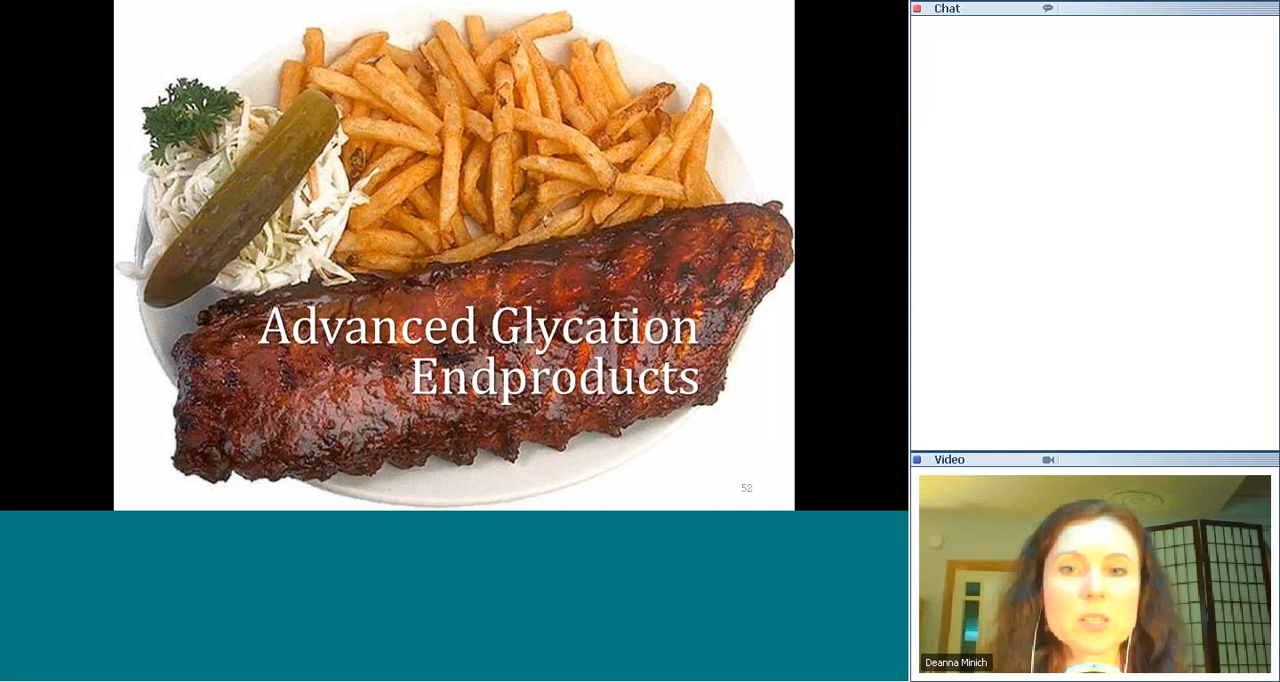 Advanced Glycation
Endproducts
52
Chat
Video
Deanna Minich